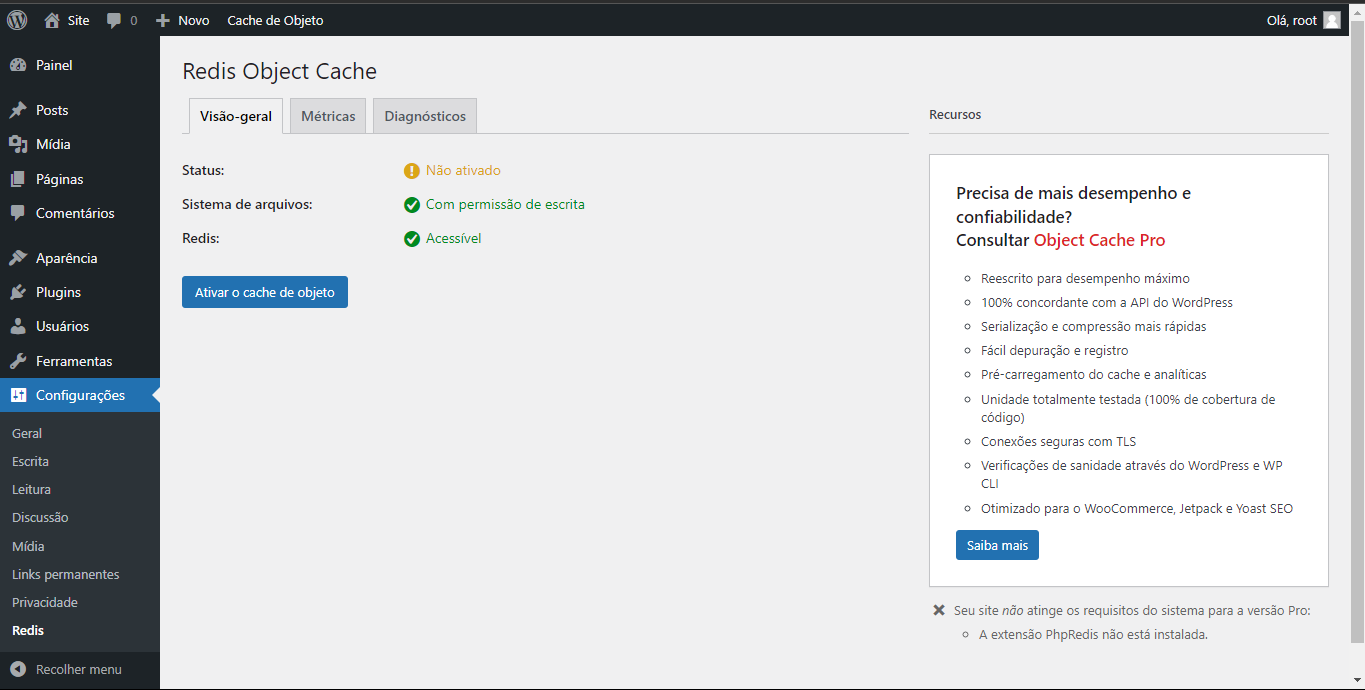 Site
0
Novo
Cache de Objeto
Olá, root
Painel
Posts
Mídia
Páginas
Comentários
Aparência
Plugins
Usuários
Ferramentas
Configurações
Geral
Escrita
Leitura
Discussão
Mídia
Links permanentes
Privacidade
Redis
Recolher menu
Redis Object Cache
Visão-geral
Métricas
Diagnósticos
Status:
Não ativado
Sistema de arquivos:
Com permissão de escrita
Redis:
Acessível
Ativar o cache de objeto
Recursos
Precisa de mais desempenho e
confiabilidade?
Consultar Object Cache Pro
Reescrito para desempenho máximo
100% concordante com a API do WordPress
Serialização e compressão mais rápidas
Fácil depuração e registro
Pré-carregamento do cache e analíticas
Unidade totalmente testada (100% de cobertura de
código)
Conexões seguras com TLS
Verificações de sanidade através do WordPress e WP
CLI
Otimizado para o WooCommerce, Jetpack e Yoast SEO
Saiba mais
Seu site não atinge os requisitos do sistema para a versão Pro:
A extensão PhpRedis não está instalada.